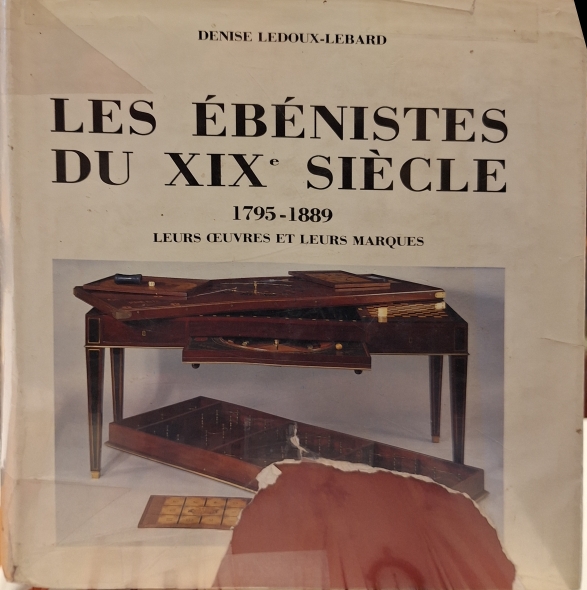 DENISE LEDOUX-LEBARD
LES ÉBÉNISTES
DU XIXe SIÈCLE
1795-1889
LEURS ŒUVRES ET LEURS MARQUES